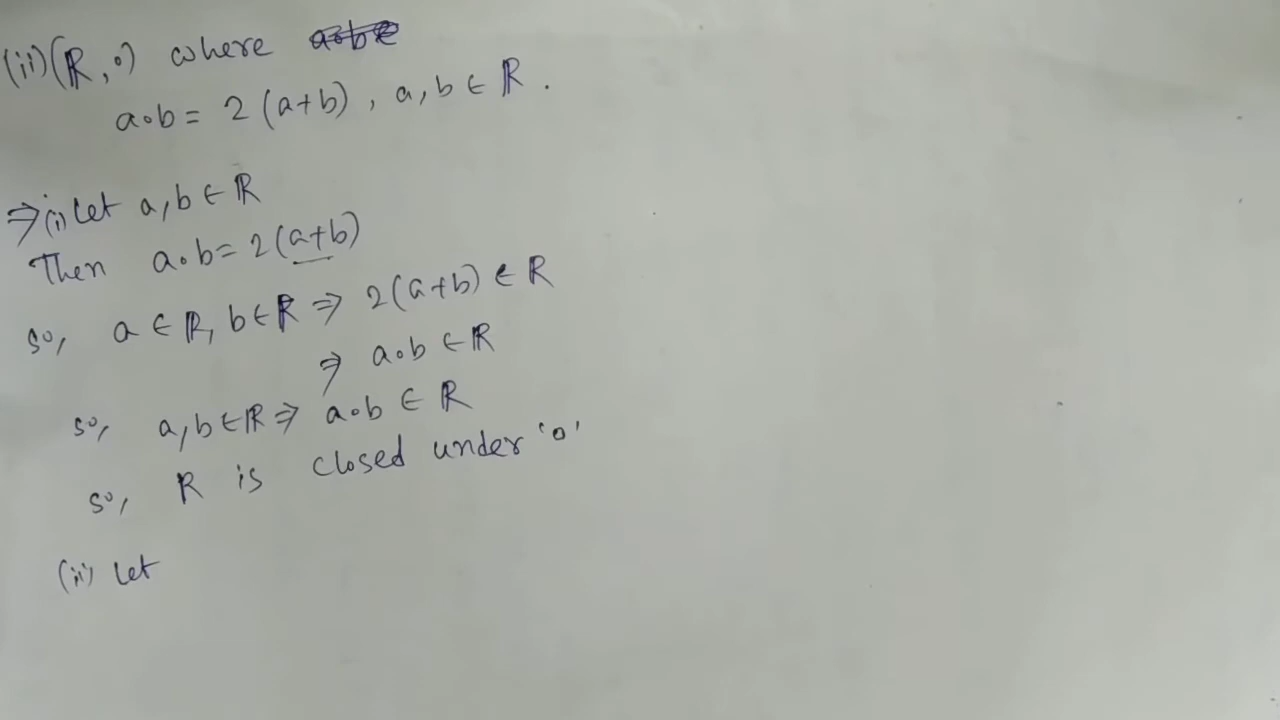 (ii) (ℝ, ∘) where
a∘b = 2(a+b), a, b ∈ ℝ.
⇒ (i) Let a, b ∈ ℝ
Then a∘b = 2(a+b)
so, a ∈ ℝ, b ∈ ℝ ⇒ 2(a+b) ∈ ℝ
⇒ a∘b ∈ ℝ
so, a, b ∈ ℝ ⇒ a∘b ∈ ℝ
so, ℝ is closed under '∘'
(ii) Let